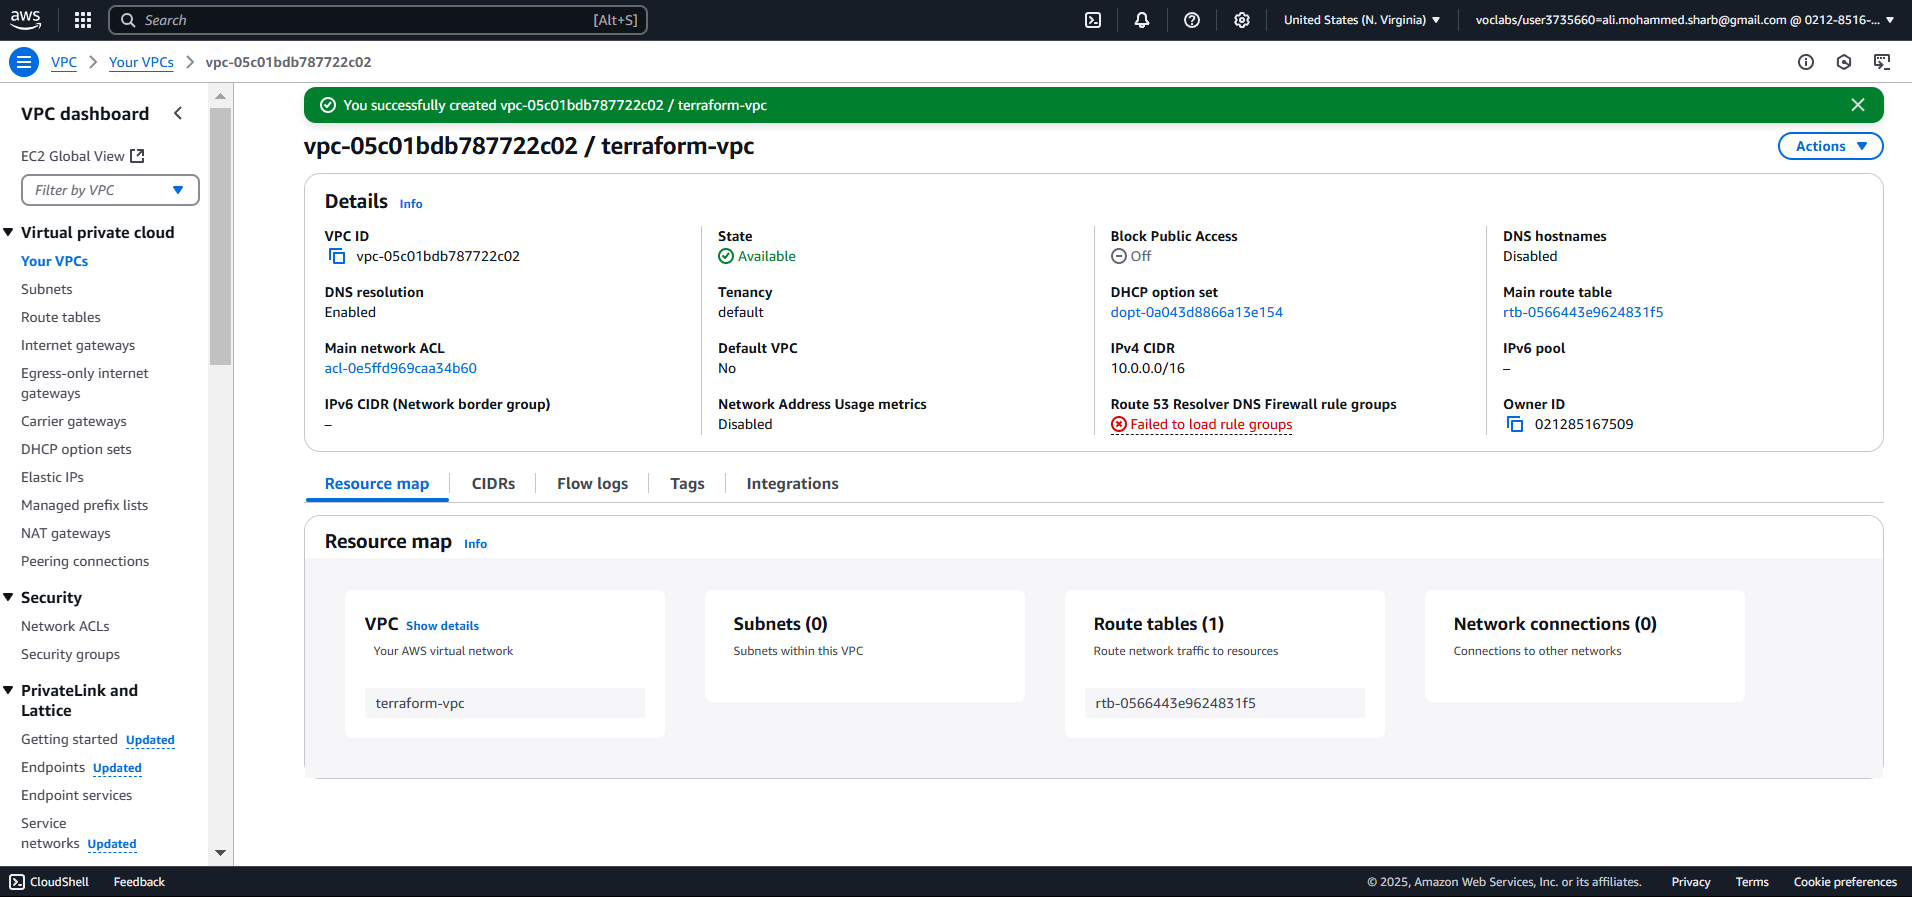 aws
Search
[Alt+S]
United States (N. Virginia)
voclabs/user3735660=ali.mohammed.sharb@gmail.com @ 0212-8516-...
VPC
Your VPCs
vpc-05c01bdb787722c02
VPC dashboard
EC2 Global View
Filter by VPC
Virtual private cloud
Your VPCs
Subnets
Route tables
Internet gateways
Egress-only internet
gateways
Carrier gateways
DHCP option sets
Elastic IPs
Managed prefix lists
NAT gateways
Peering connections
Security
Network ACLs
Security groups
PrivateLink and
Lattice
Getting started Updated
Endpoints Updated
Endpoint services
Service
networks Updated
You successfully created vpc-05c01bdb787722c02 / terraform-vpc
vpc-05c01bdb787722c02 / terraform-vpc
Actions
Details Info
VPC ID
vpc-05c01bdb787722c02
State
Available
Block Public Access
Off
DNS hostnames
Disabled
DNS resolution
Enabled
Tenancy
default
DHCP option set
dopt-0a043d8866a13e154
Main route table
rtb-0566443e9624831f5
Main network ACL
acl-0e5ffd969caa34b60
Default VPC
No
IPv4 CIDR
10.0.0.0/16
IPv6 pool
–
IPv6 CIDR (Network border group)
–
Network Address Usage metrics
Disabled
Route 53 Resolver DNS Firewall rule groups
Failed to load rule groups
Owner ID
021285167509
Resource map
CIDRs
Flow logs
Tags
Integrations
Resource map Info
VPC Show details
Your AWS virtual network
terraform-vpc
Subnets (0)
Subnets within this VPC
Route tables (1)
Route network traffic to resources
rtb-0566443e9624831f5
Network connections (0)
Connections to other networks
CloudShell
Feedback
© 2025, Amazon Web Services, Inc. or its affiliates.
Privacy
Terms
Cookie preferences